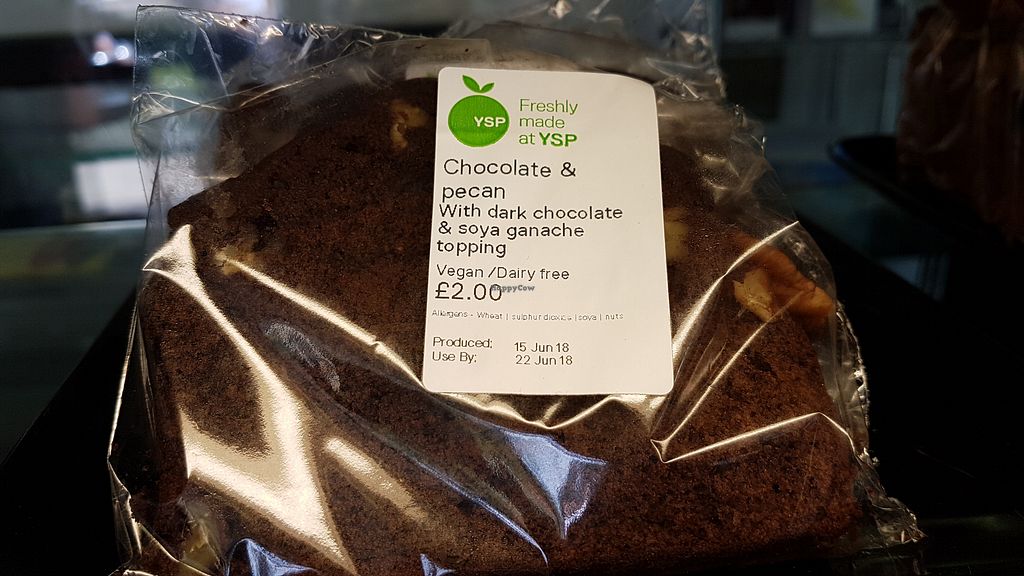 YSP
Freshly
made
at YSP
Chocolate &
pecan
With dark chocolate
& soya ganache
topping
Vegan /Dairy free
£2.00
HappyCow
Allergens - Wheat | sulphur dioxide | soya | nuts
Produced; 15 Jun 18
Use By; 22 Jun 18